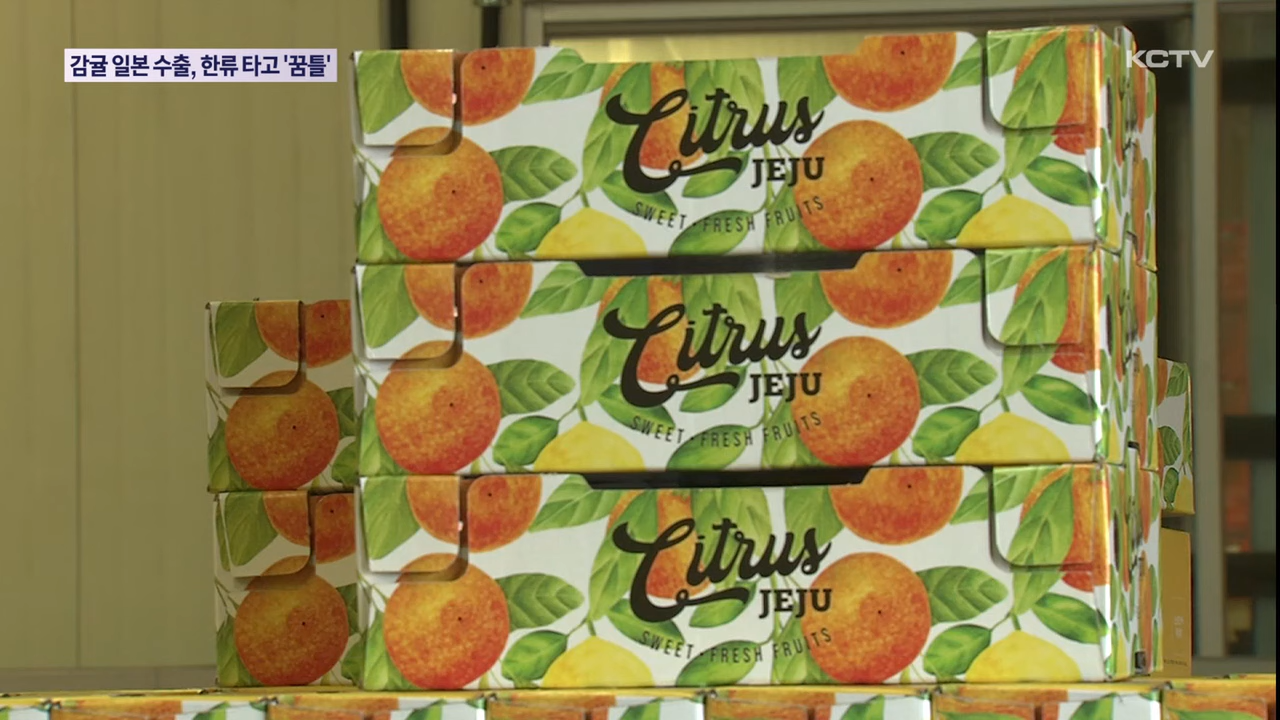 감귤 일본 수출, 한류 타고 '꿈틀'
KCTV
Citrus
JEJU
SWEET·FRESH FRUITS
Citrus
JEJU
SWEET·FRESH FRUITS
Citrus
JEJU
SWEET·FRESH FRUITS